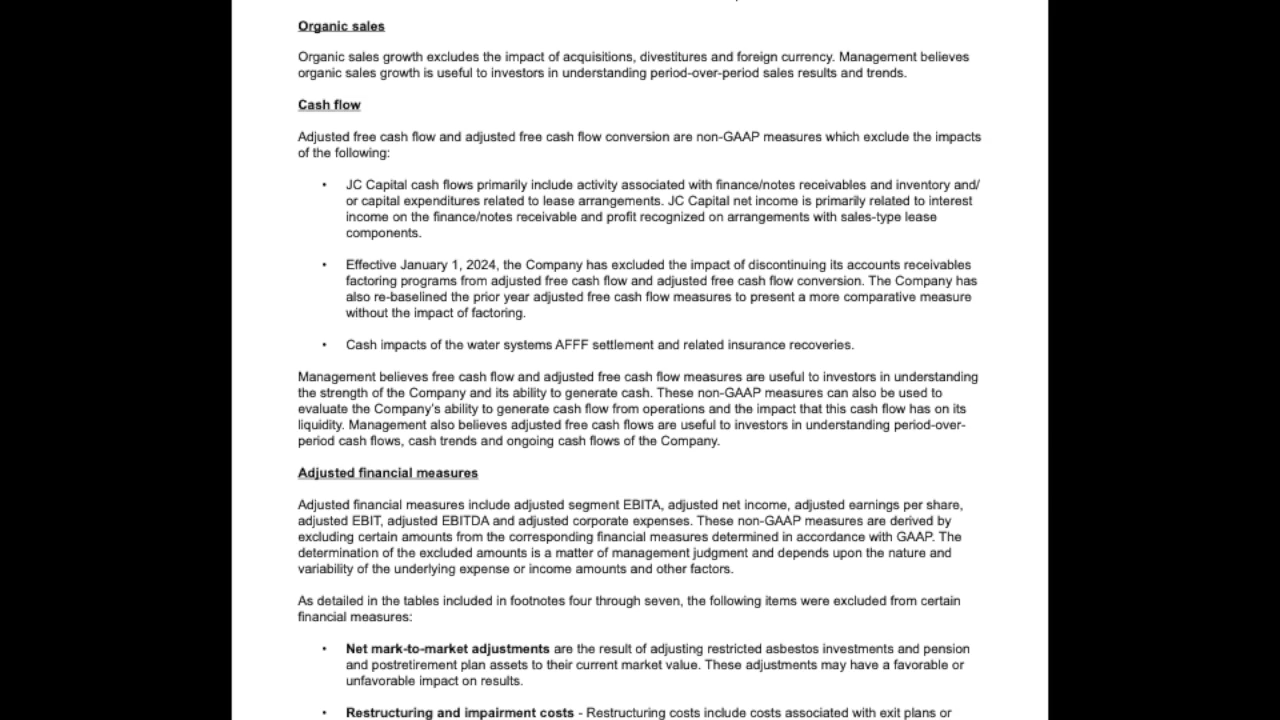 Organic sales
Organic sales growth excludes the impact of acquisitions, divestitures and foreign currency. Management believes
organic sales growth is useful to investors in understanding period-over-period sales results and trends.
Cash flow
Adjusted free cash flow and adjusted free cash flow conversion are non-GAAP measures which exclude the impacts
of the following:
• JC Capital cash flows primarily include activity associated with finance/notes receivables and inventory and/
or capital expenditures related to lease arrangements. JC Capital net income is primarily related to interest
income on the finance/notes receivable and profit recognized on arrangements with sales-type lease
components.
• Effective January 1, 2024, the Company has excluded the impact of discontinuing its accounts receivables
factoring programs from adjusted free cash flow and adjusted free cash flow conversion. The Company has
also re-baselined the prior year adjusted free cash flow measures to present a more comparative measure
without the impact of factoring.
• Cash impacts of the water systems AFFF settlement and related insurance recoveries.
Management believes free cash flow and adjusted free cash flow measures are useful to investors in understanding
the strength of the Company and its ability to generate cash. These non-GAAP measures can also be used to
evaluate the Company's ability to generate cash flow from operations and the impact that this cash flow has on its
liquidity. Management also believes adjusted free cash flows are useful to investors in understanding period-over-
period cash flows, cash trends and ongoing cash flows of the Company.
Adjusted financial measures
Adjusted financial measures include adjusted segment EBITA, adjusted net income, adjusted earnings per share,
adjusted EBIT, adjusted EBITDA and adjusted corporate expenses. These non-GAAP measures are derived by
excluding certain amounts from the corresponding financial measures determined in accordance with GAAP. The
determination of the excluded amounts is a matter of management judgment and depends upon the nature and
variability of the underlying expense or income amounts and other factors.
As detailed in the tables included in footnotes four through seven, the following items were excluded from certain
financial measures:
• Net mark-to-market adjustments are the result of adjusting restricted asbestos investments and pension
and postretirement plan assets to their current market value. These adjustments may have a favorable or
unfavorable impact on results.
• Restructuring and impairment costs - Restructuring costs include costs associated with exit plans or